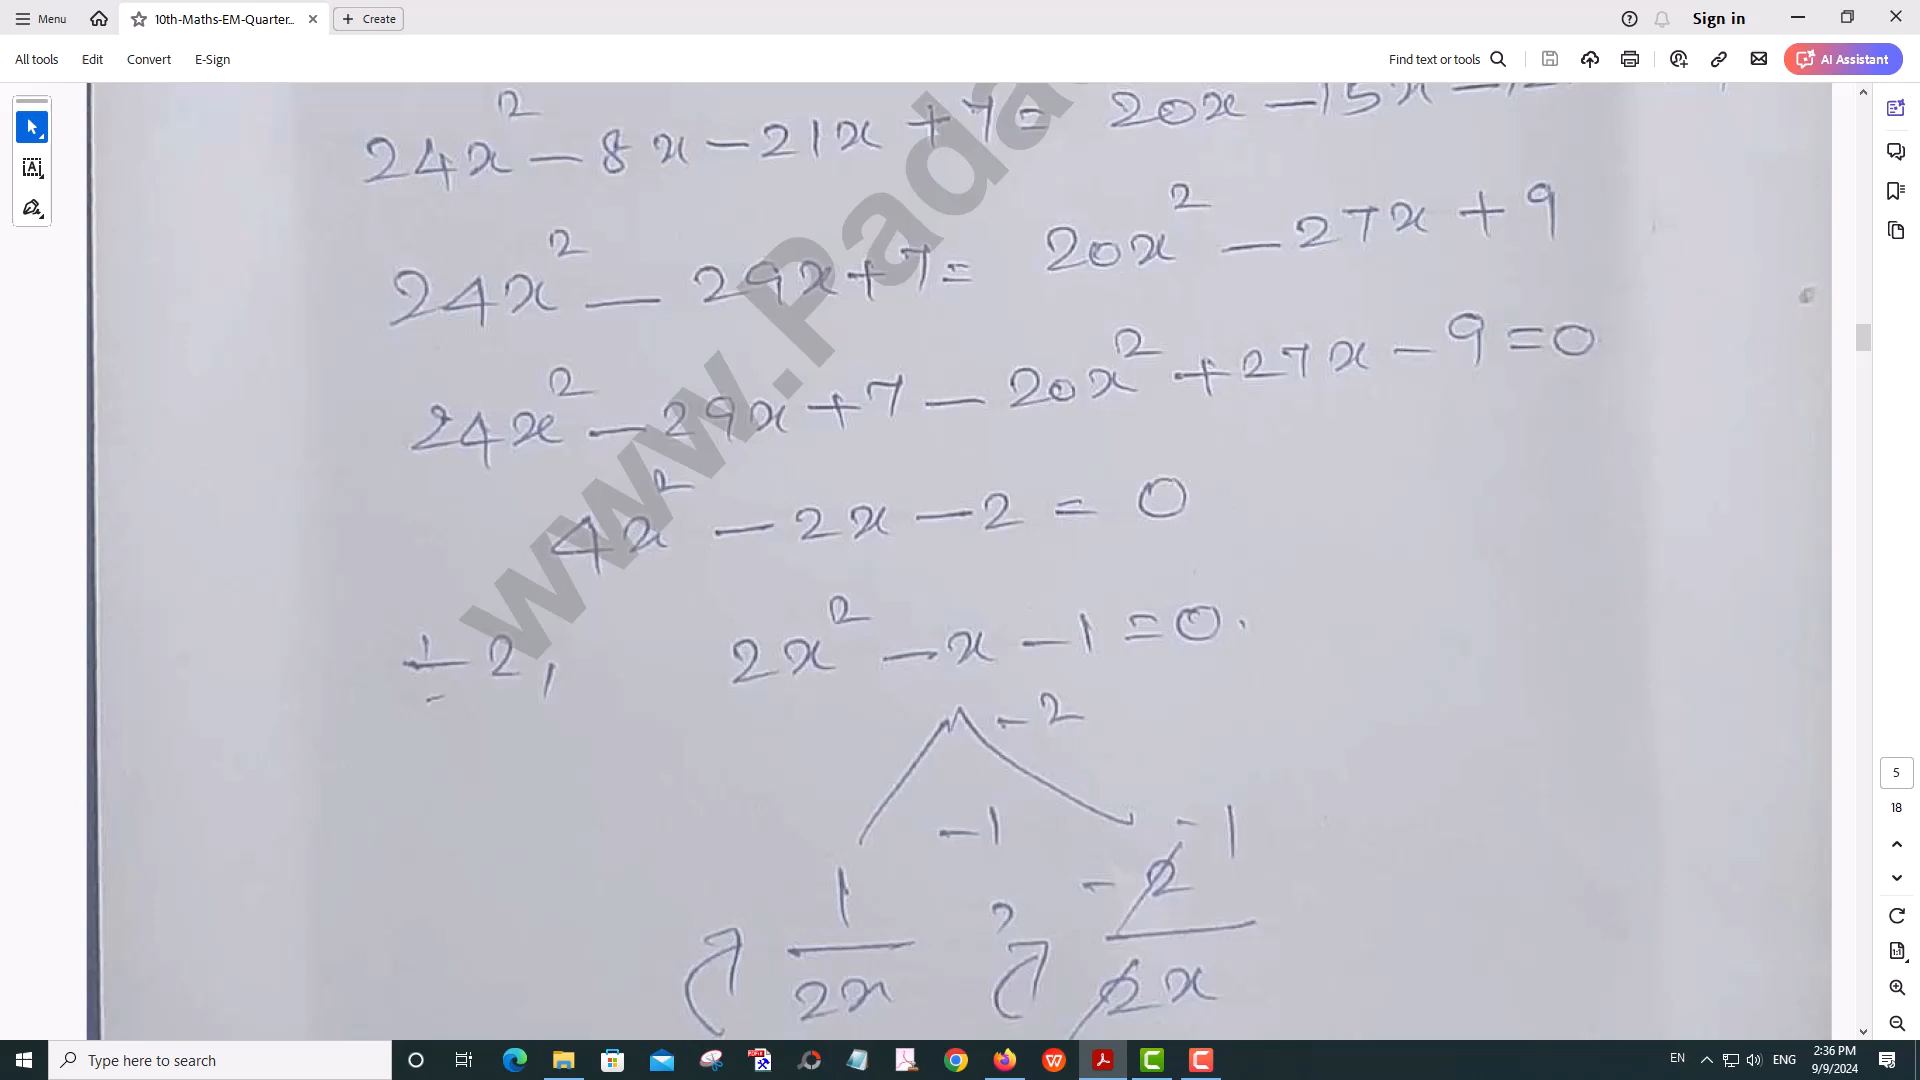 Menu
10th-Maths-EM-Quarter...
Create
Sign in
All tools
Edit
Convert
E-Sign
Find text or tools
AI Assistant
24x² - 8x - 21x + 7 = 20x - 15x
24x² - 29x + 7 = 20x² - 27x + 9
24x² - 29x + 7 - 20x² + 27x - 9 = 0
4x² - 2x - 2 = 0
÷ 2, 2x² - x - 1 = 0.
-2
-1 -1
1 -2
2x 2x
www.Pada
5
18
Type here to search
EN
ENG
2:36 PM
9/9/2024